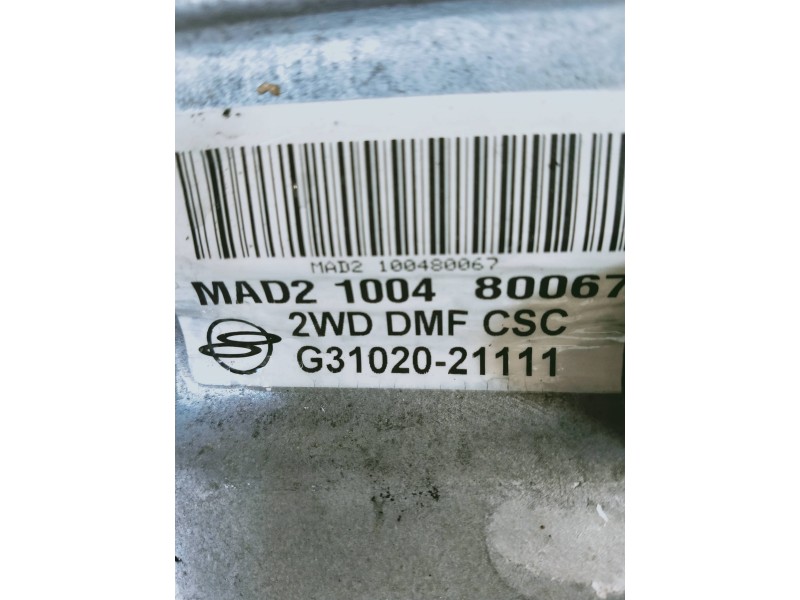 MAD2 100480067
MAD2 1004 80067
2WD DMF CSC
G31020-21111